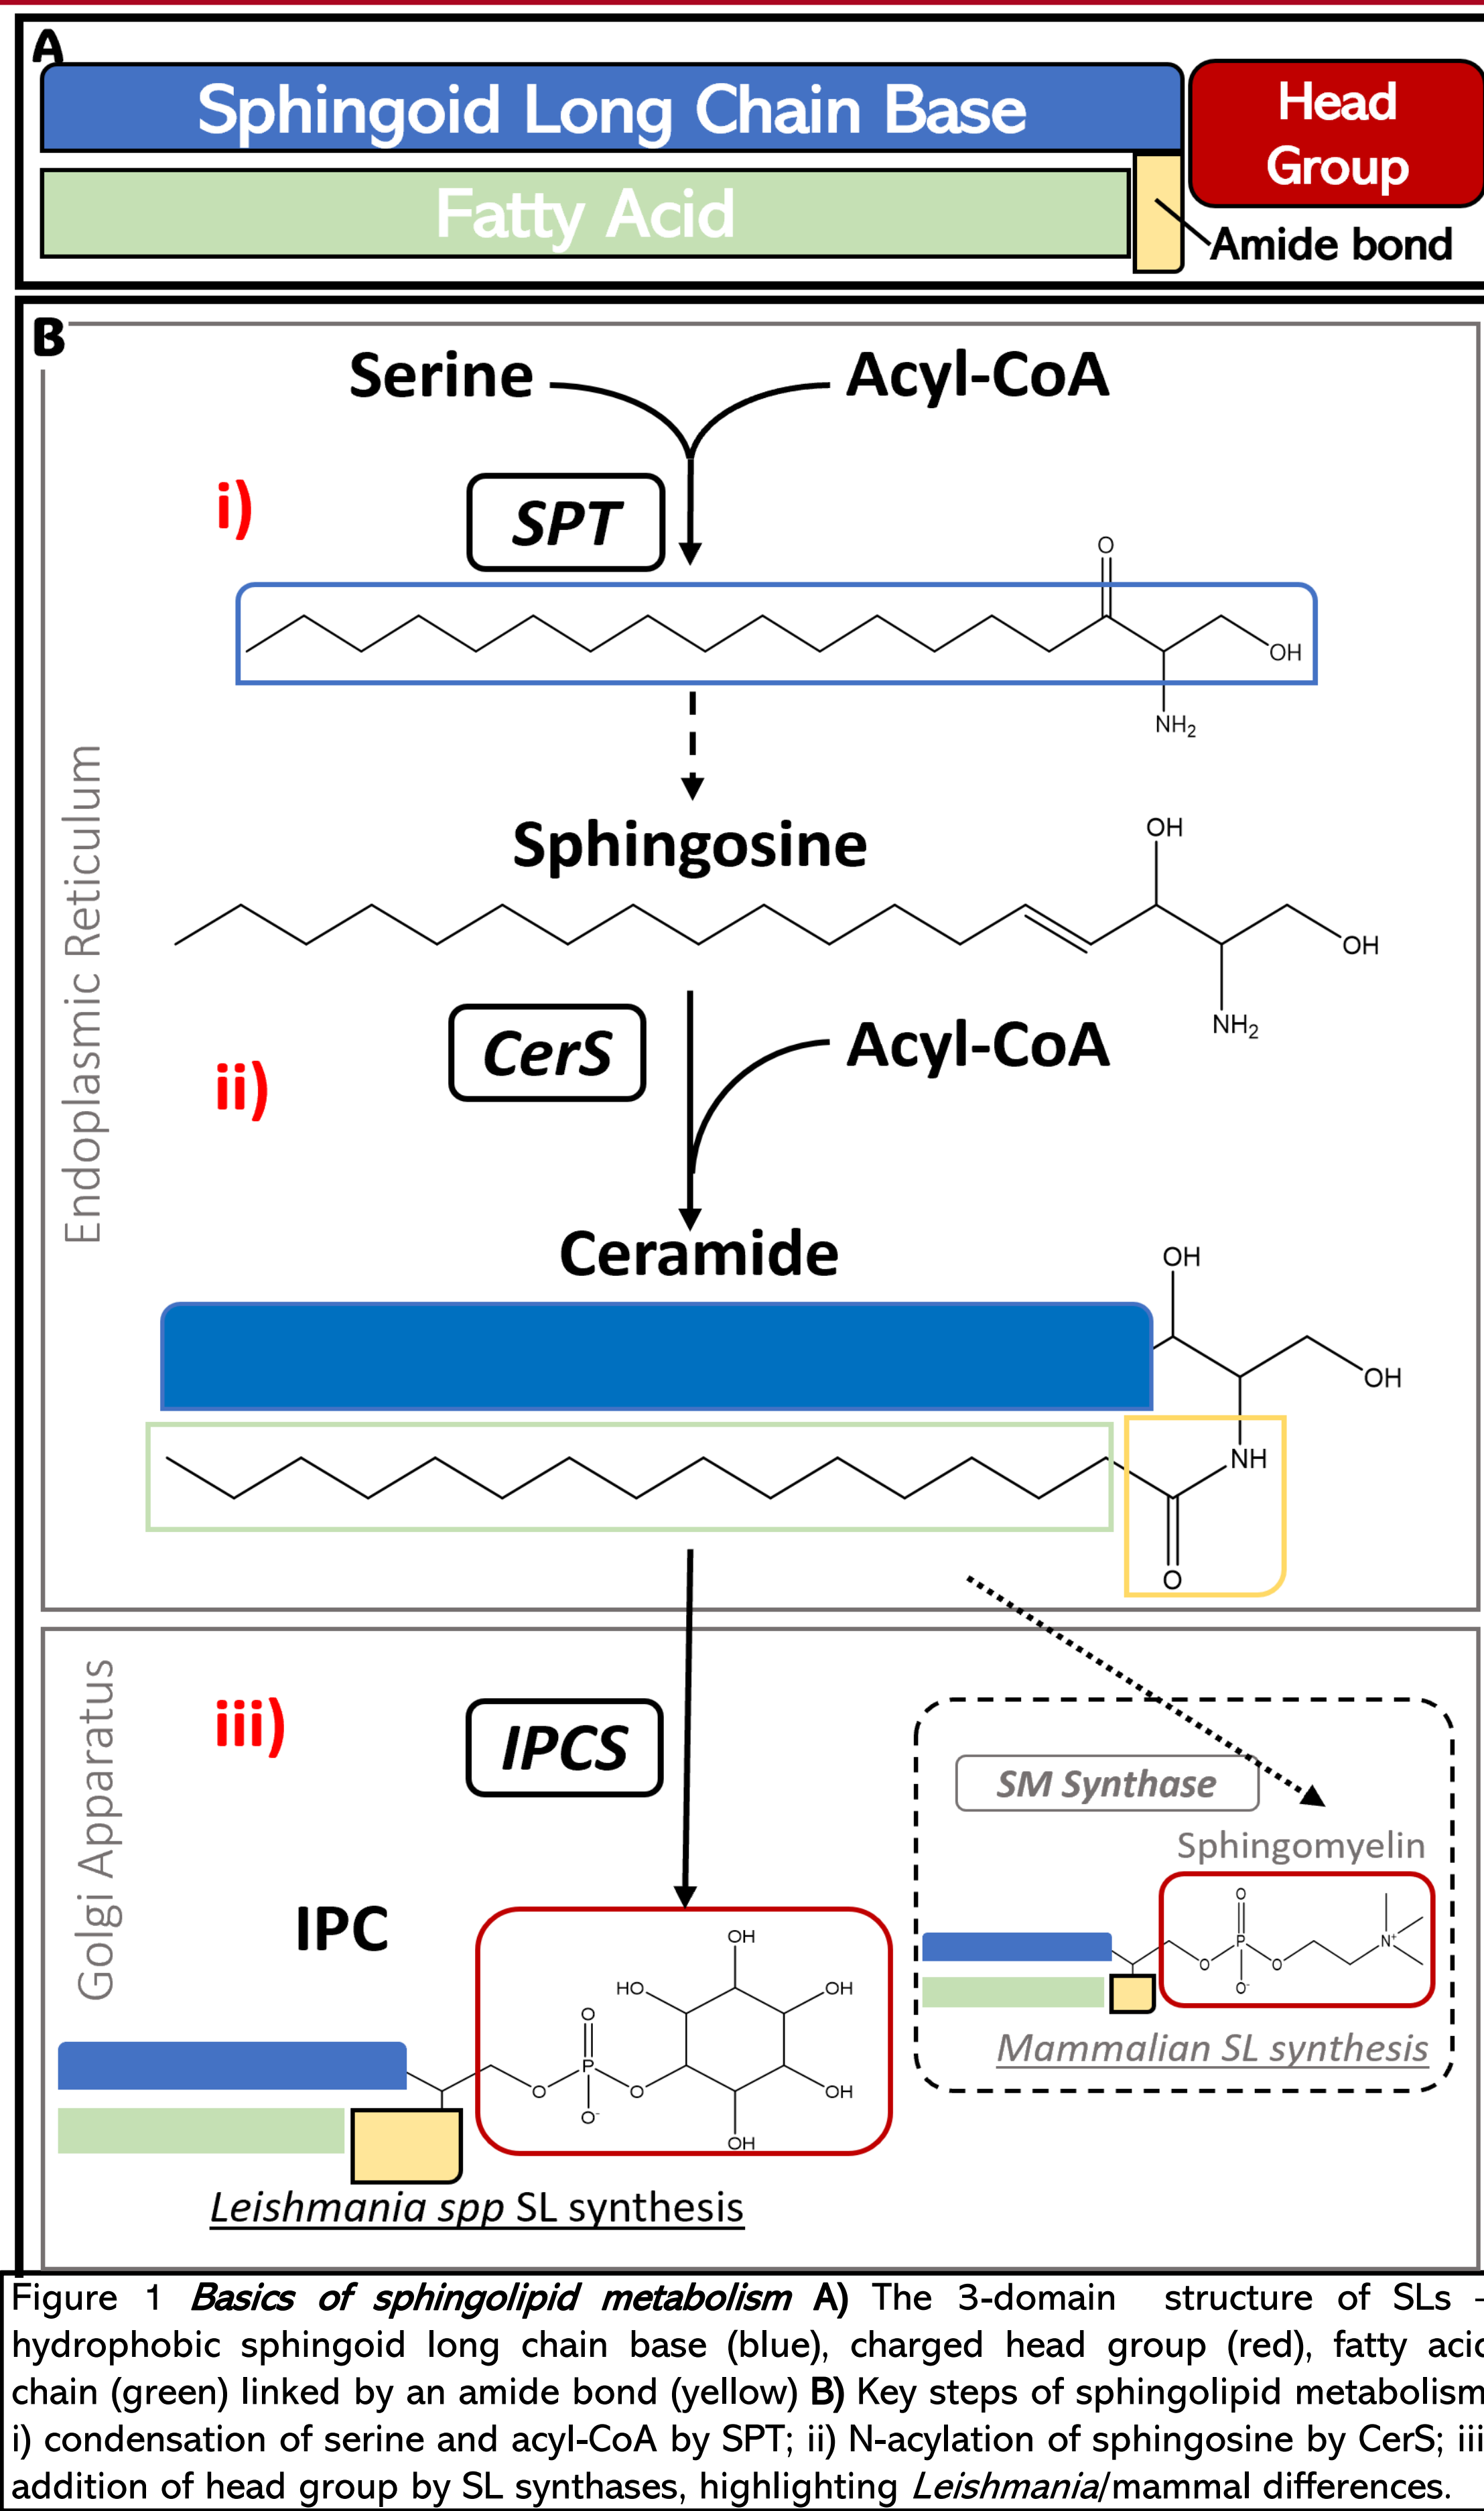 A
Sphingoid Long Chain Base
Head
Group
Fatty Acid
Amide bond
B
Serine
Acyl-CoA
i)
SPT
O
OH
NH₂
Endoplasmic Reticulum
Sphingosine
OH
OH
NH₂
CerS
Acyl-CoA
ii)
Ceramide
OH
OH
NH
O
Golgi Apparatus
iii)
IPCS
SM Synthase
Sphingomyelin
O
P
O
O
O⁻
N⁺
Mammalian SL synthesis
IPC
OH
HO
OH
O
P
O
O
O⁻
OH
OH
Leishmania spp SL synthesis
Figure 1 Basics of sphingolipid metabolism A) The 3-domain structure of SLs -
hydrophobic sphingoid long chain base (blue), charged head group (red), fatty acid
chain (green) linked by an amide bond (yellow) B) Key steps of sphingolipid metabolism
i) condensation of serine and acyl-CoA by SPT; ii) N-acylation of sphingosine by CerS; iii
addition of head group by SL synthases, highlighting Leishmania/mammal differences.